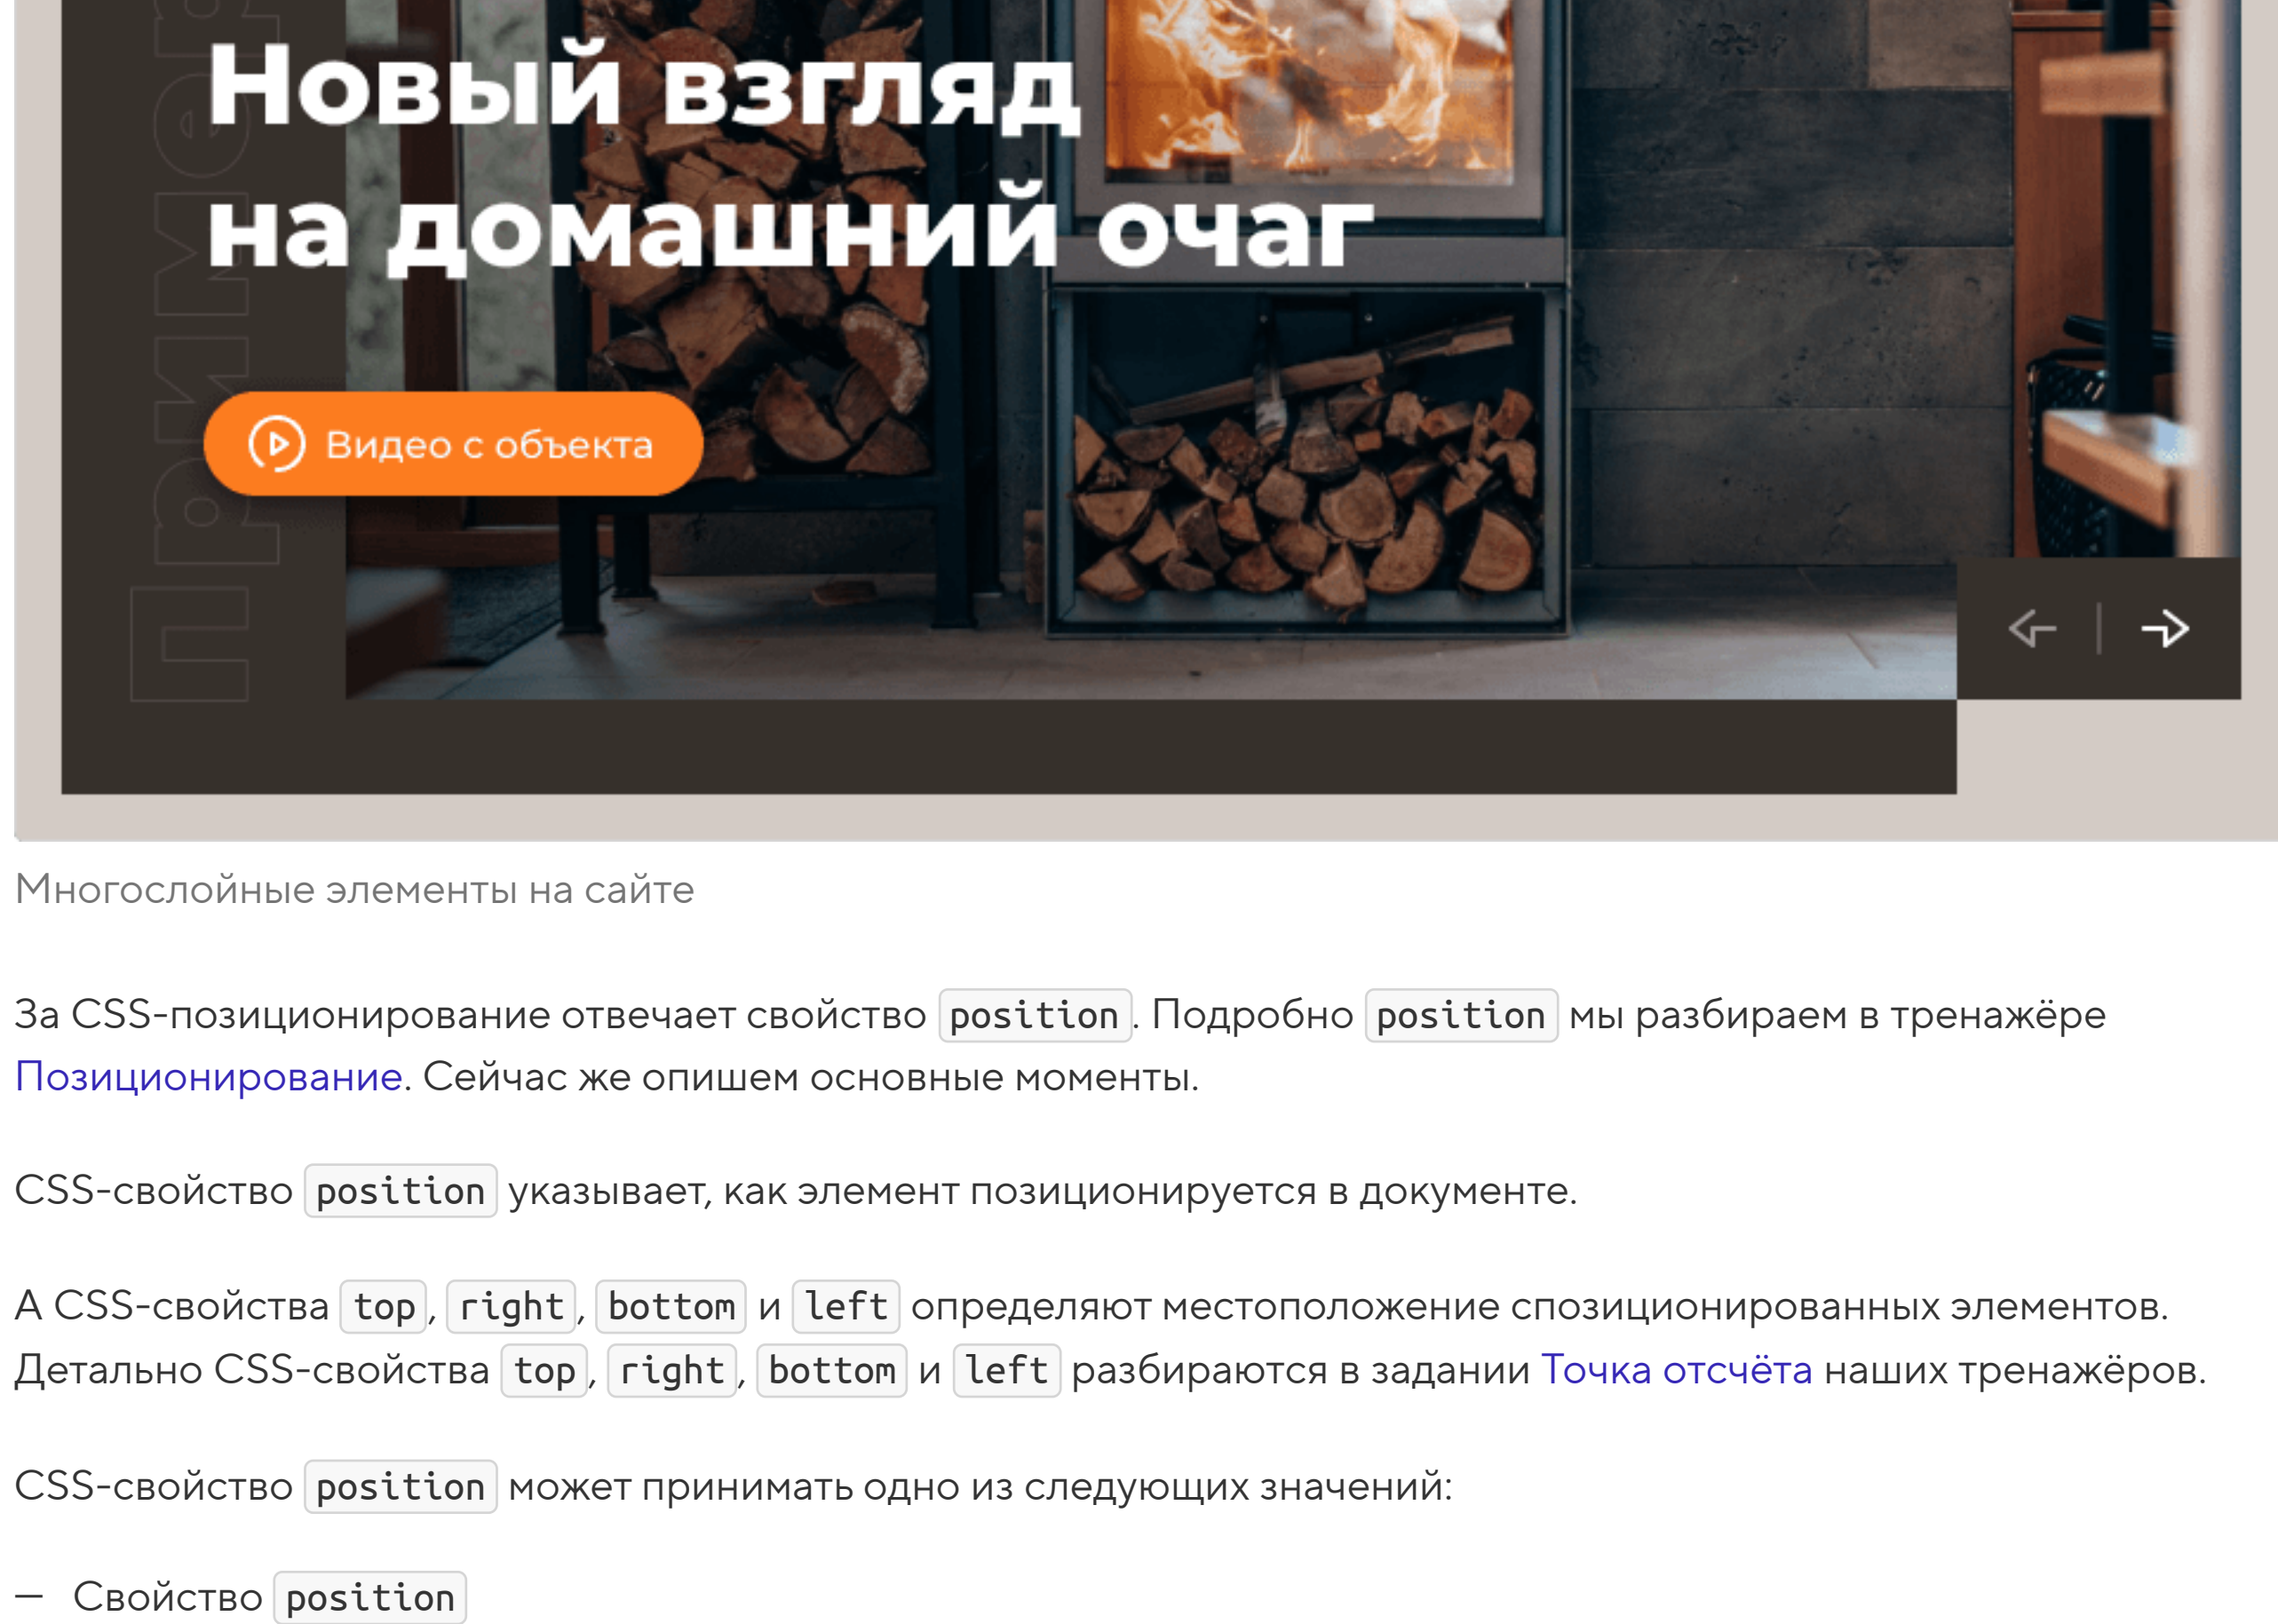 Новый взгляд
на домашний очаг
Пример
Видео с объекта
Многослойные элементы на сайте
За CSS-позиционирование отвечает свойство position. Подробно position мы разбираем в тренажёре
Позиционирование. Сейчас же опишем основные моменты.
CSS-свойство position указывает, как элемент позиционируется в документе.
А CSS-свойства top, right, bottom и left определяют местоположение спозиционированных элементов.
Детально CSS-свойства top, right, bottom и left разбираются в задании Точка отсчёта наших тренажёров.
CSS-свойство position может принимать одно из следующих значений:
— Свойство position